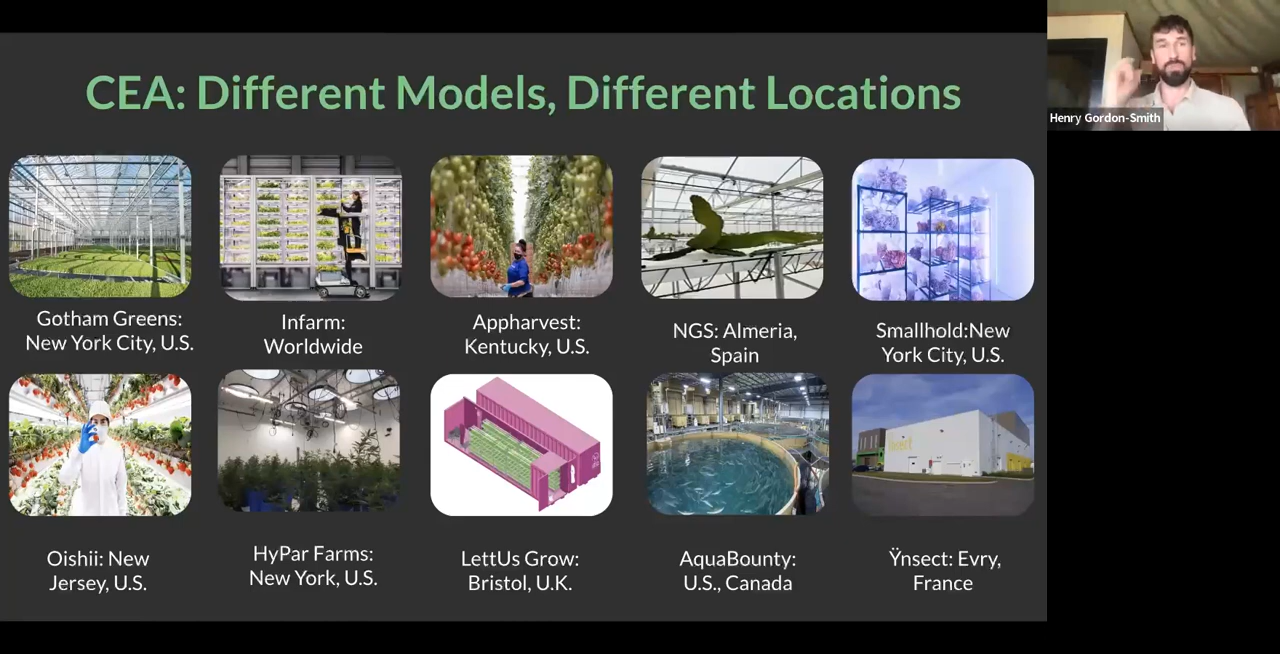 CEA: Different Models, Different Locations
Henry Gordon-Smith
Gotham Greens:
New York City, U.S.
Infarm:
Worldwide
Appharvest:
Kentucky, U.S.
NGS: Almeria,
Spain
Smallhold:New
York City, U.S.
Oishii: New
Jersey, U.S.
HyPar Farms:
New York, U.S.
LettUs Grow:
Bristol, U.K.
AquaBounty:
U.S., Canada
Ÿnsect: Evry,
France